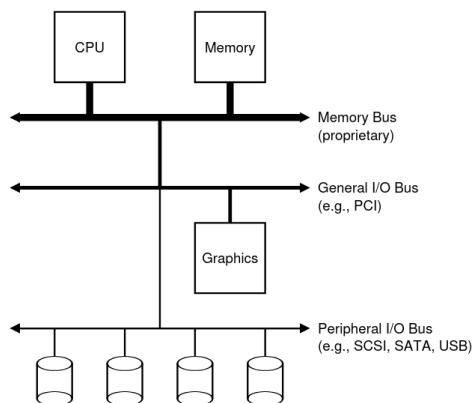 CPU
Memory
Memory Bus
(proprietary)
General I/O Bus
(e.g., PCI)
Graphics
Peripheral I/O Bus
(e.g., SCSI, SATA, USB)